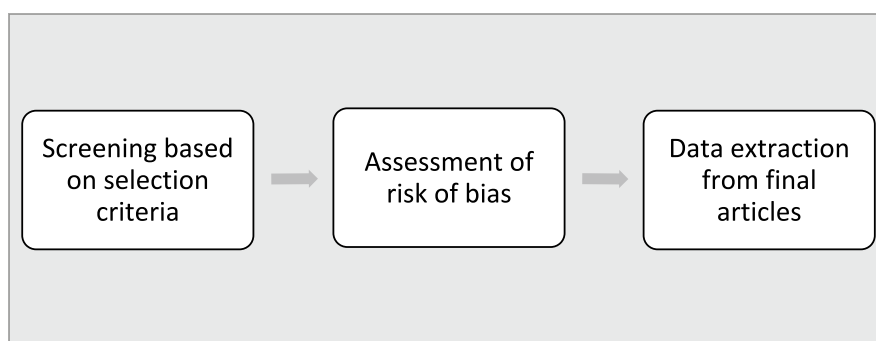 Screening based
on selection
criteria
Assessment of
risk of bias
Data extraction
from final
articles